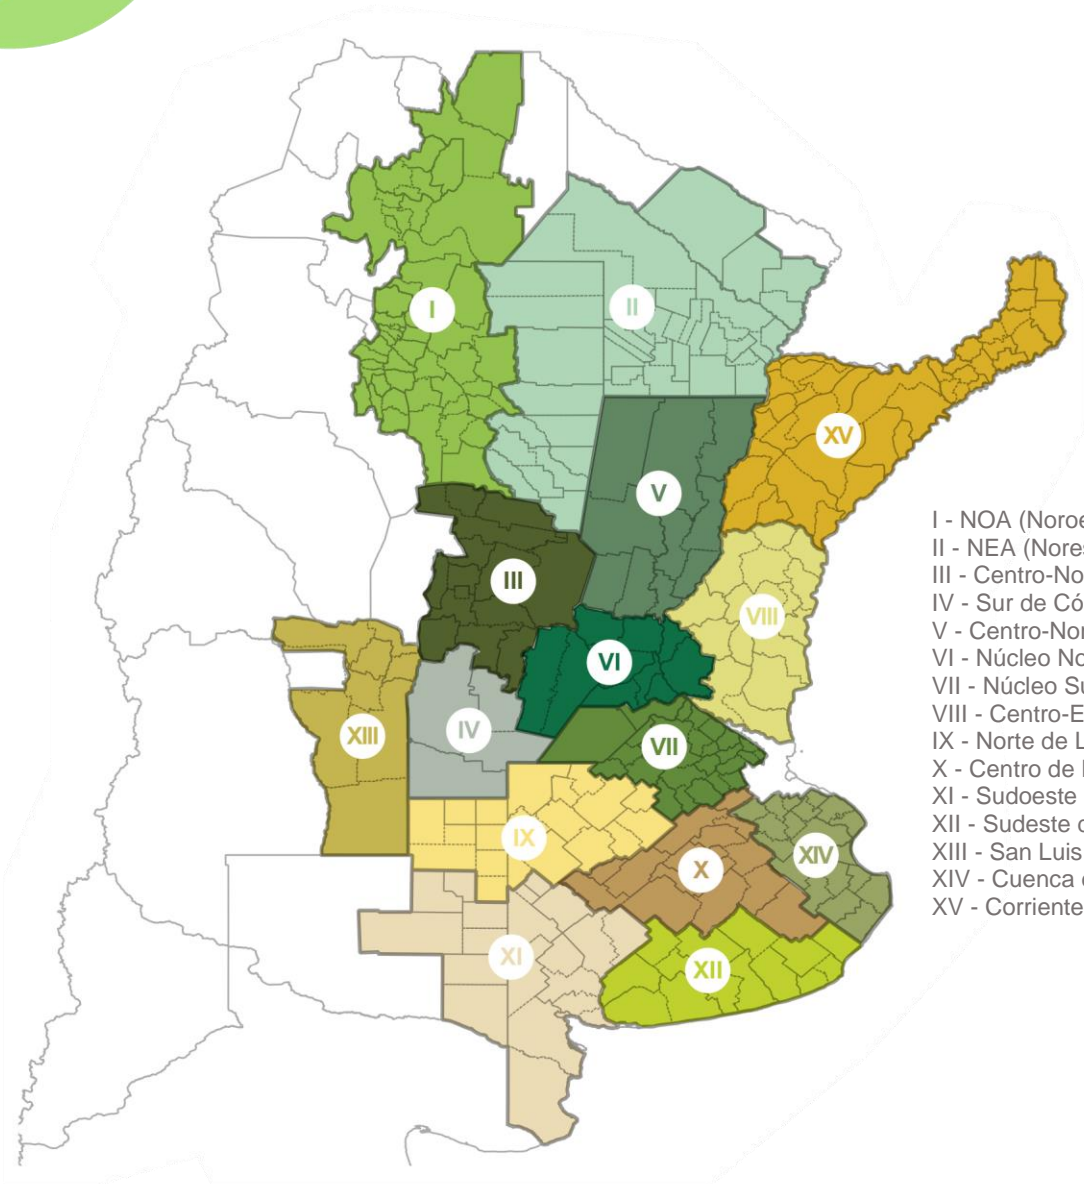 I
II
XV
V
III
VIII
VI
IV
XIII
VII
IX
XIV
X
XI
XII
I - NOA (Noroe
II - NEA (Nores
III - Centro-No
IV - Sur de Có
V - Centro-Nor
VI - Núcleo No
VII - Núcleo Su
VIII - Centro-E
IX - Norte de L
X - Centro de
XI - Sudoeste
XII - Sudeste
XIII - San Luis
XIV - Cuenca
XV - Corriente